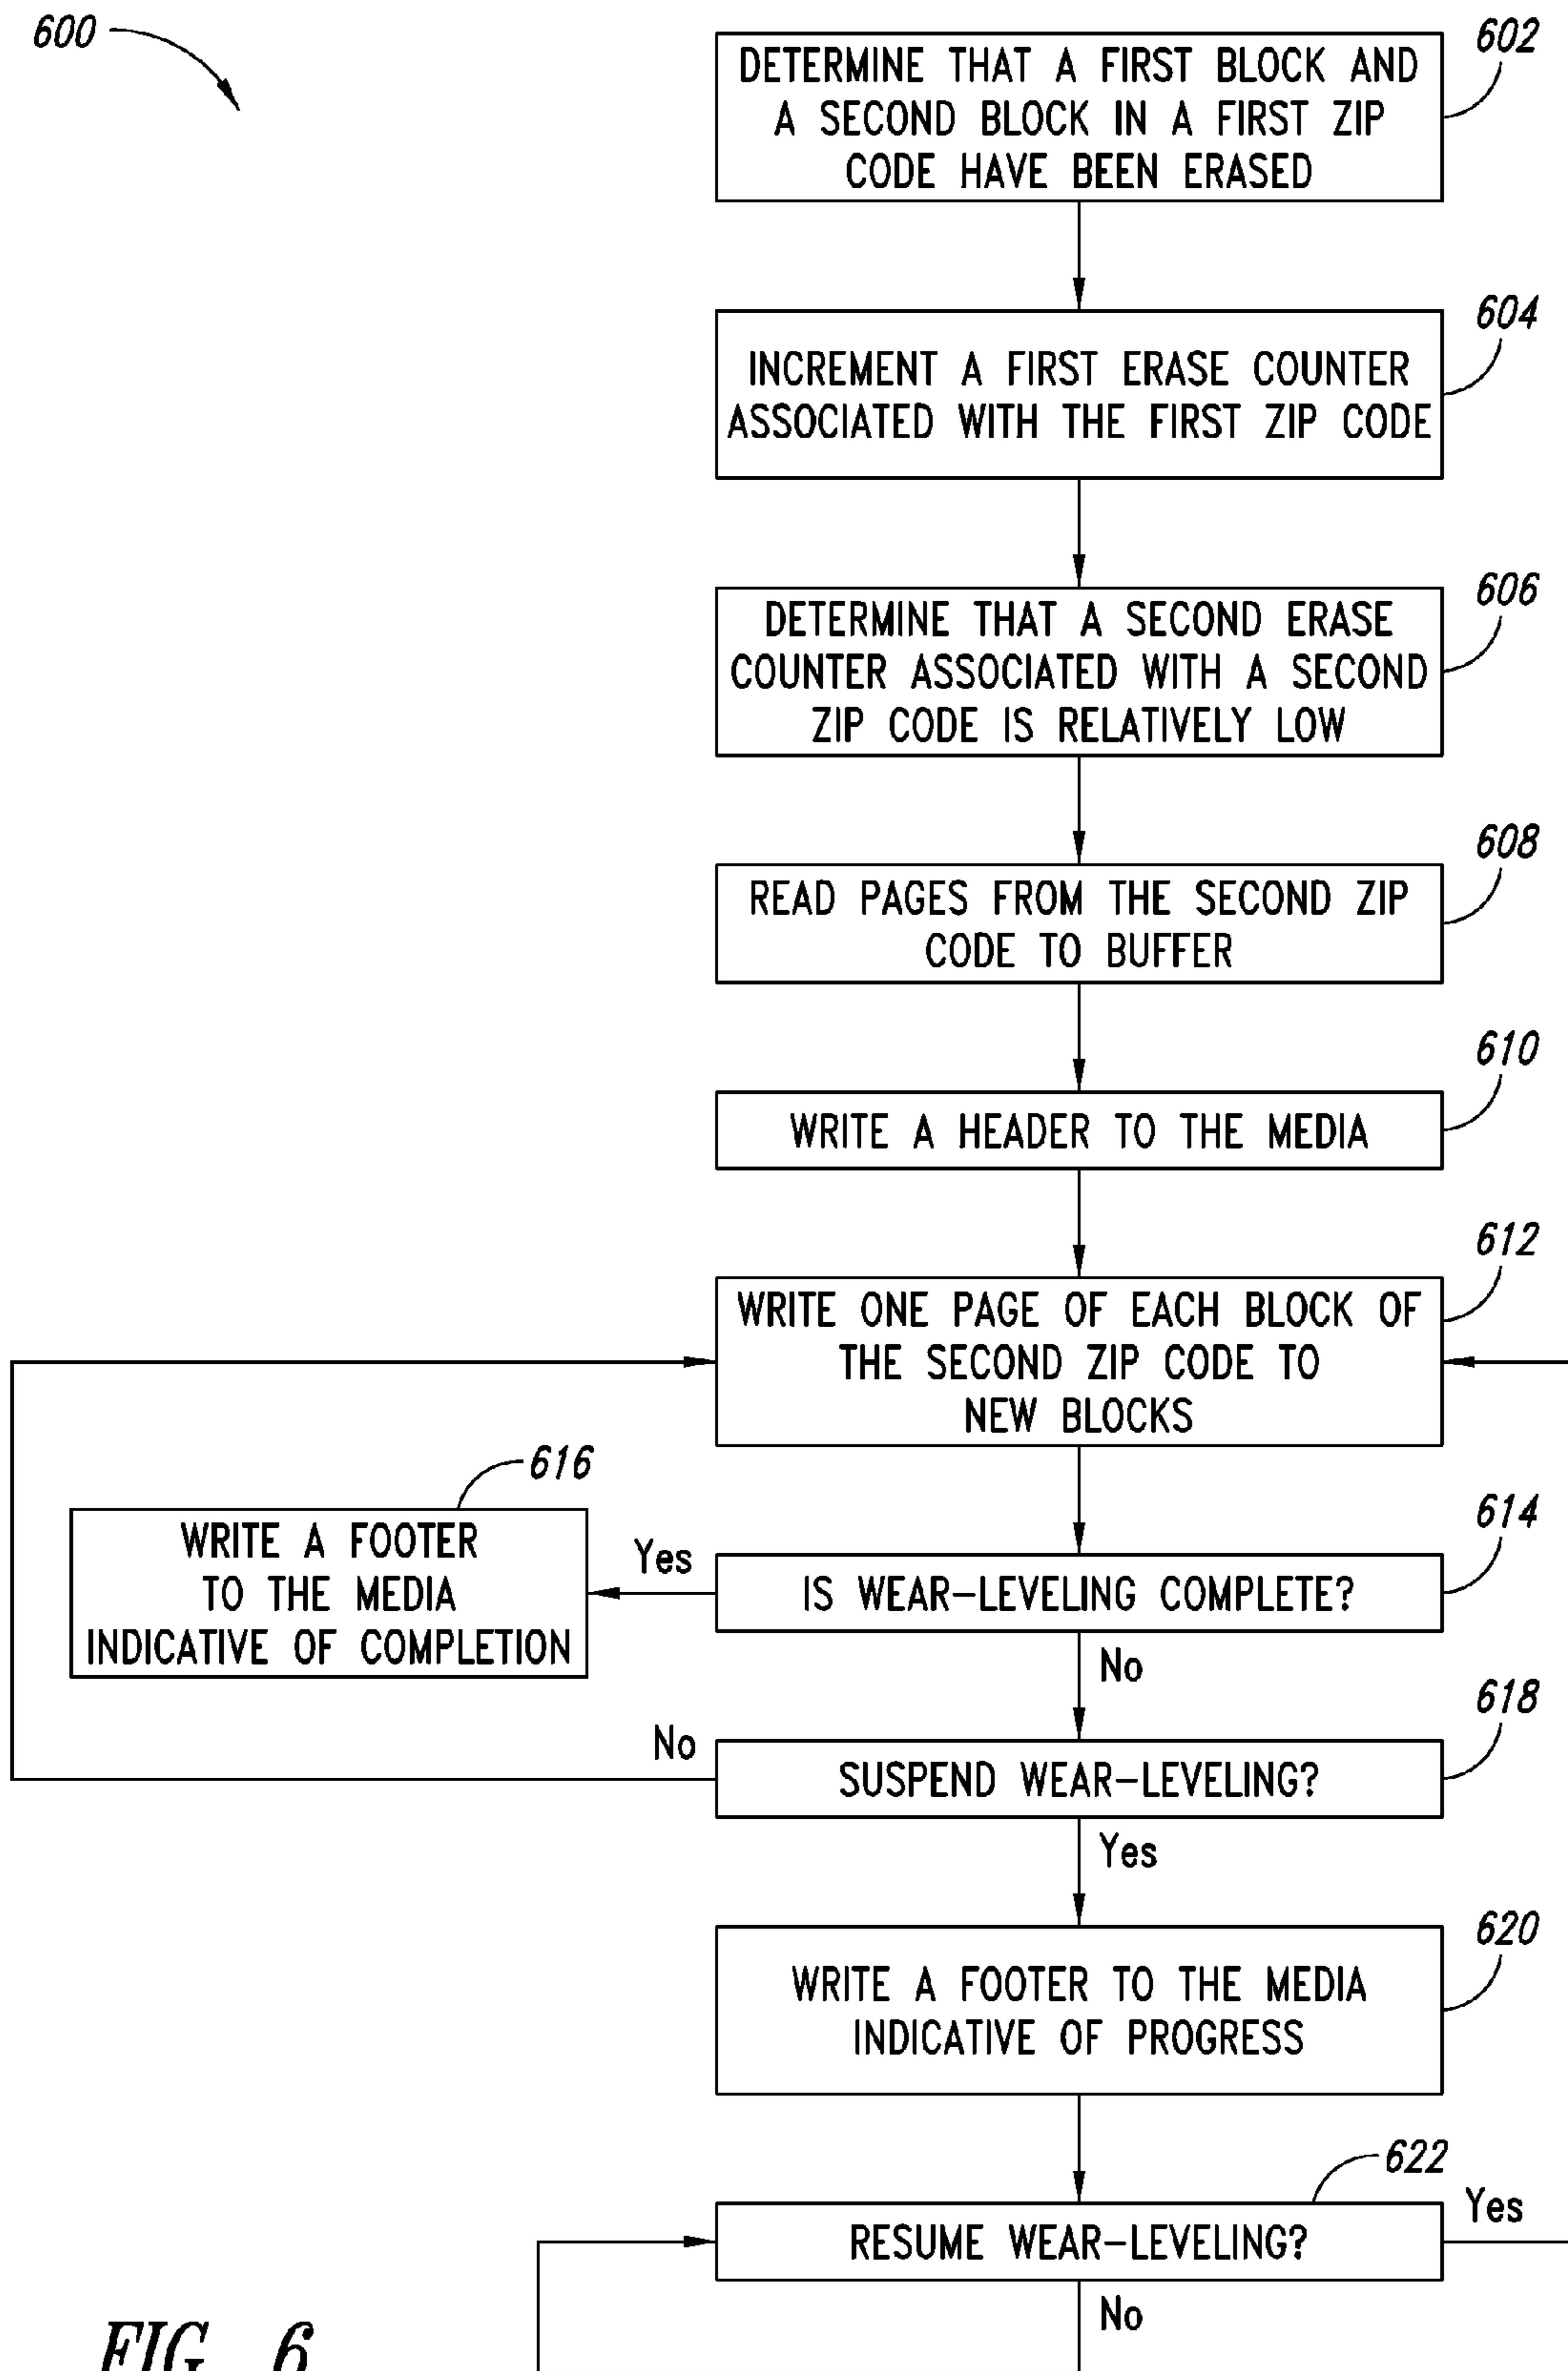 600
602
DETERMINE THAT A FIRST BLOCK AND
A SECOND BLOCK IN A FIRST ZIP
CODE HAVE BEEN ERASED
604
INCREMENT A FIRST ERASE COUNTER
ASSOCIATED WITH THE FIRST ZIP CODE
606
DETERMINE THAT A SECOND ERASE
COUNTER ASSOCIATED WITH A SECOND
ZIP CODE IS RELATIVELY LOW
608
READ PAGES FROM THE SECOND ZIP
CODE TO BUFFER
610
WRITE A HEADER TO THE MEDIA
612
WRITE ONE PAGE OF EACH BLOCK OF
THE SECOND ZIP CODE TO
NEW BLOCKS
616
WRITE A FOOTER
TO THE MEDIA
INDICATIVE OF COMPLETION
Yes
614
IS WEAR-LEVELING COMPLETE?
No
618
No
SUSPEND WEAR-LEVELING?
Yes
620
WRITE A FOOTER TO THE MEDIA
INDICATIVE OF PROGRESS
622
RESUME WEAR-LEVELING?
Yes
No
FIG. 6